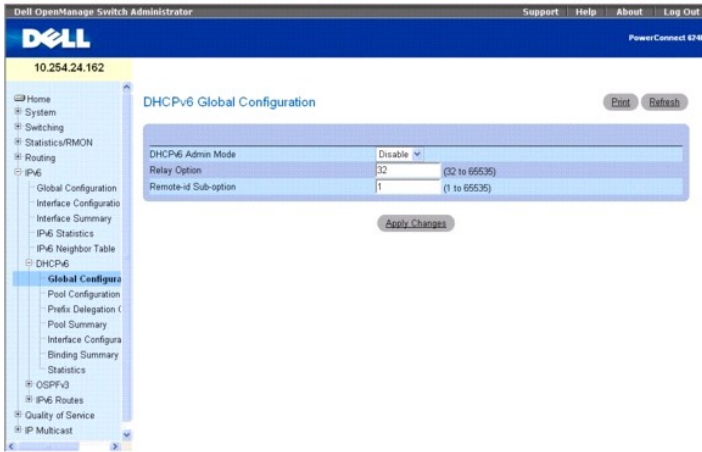 Dell OpenManage Switch Administrator
Support Help About Log Out
DELL
PowerConnect 624
10.254.24.162
Home
System
Switching
Statistics/RMON
Routing
IPv6
Global Configuration
Interface Configuratio
Interface Summary
IPv6 Statistics
IPv6 Neighbor Table
DHCPv6
Global Configura
Pool Configuration
Prefix Delegation C
Pool Summary
Interface Configura
Binding Summary
Statistics
OSPFv3
IPv6 Routes
Quality of Service
IP Multicast
DHCPv6 Global Configuration
Print Refresh
DHCPv6 Admin Mode Disable
Relay Option 32 (32 to 65535)
Remote-id Sub-option 1 (1 to 65535)
Apply Changes